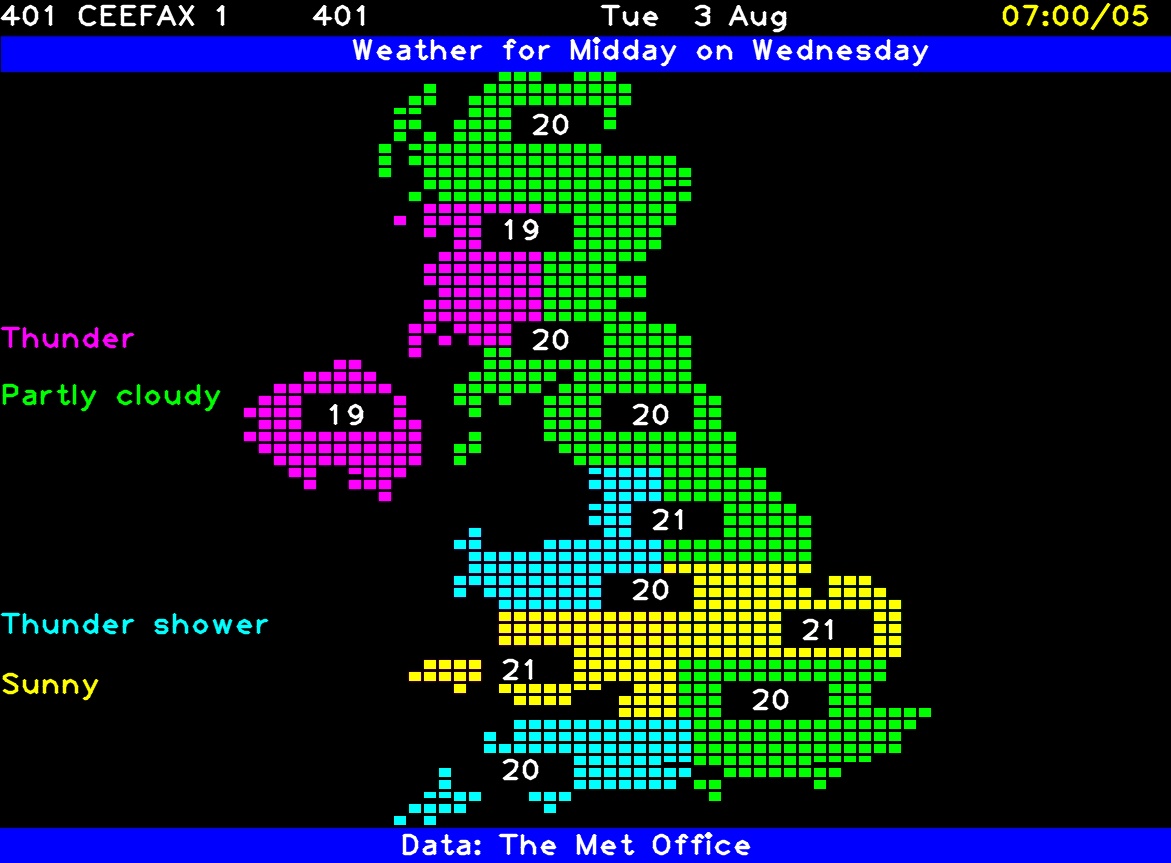 401 CEEFAX 1 401 Tue 3 Aug 07:00/05
Weather for Midday on Wednesday
20
19
Thunder
20
Partly cloudy
19
20
21
20
Thunder shower
21
21
Sunny
20
20
Data: The Met Office